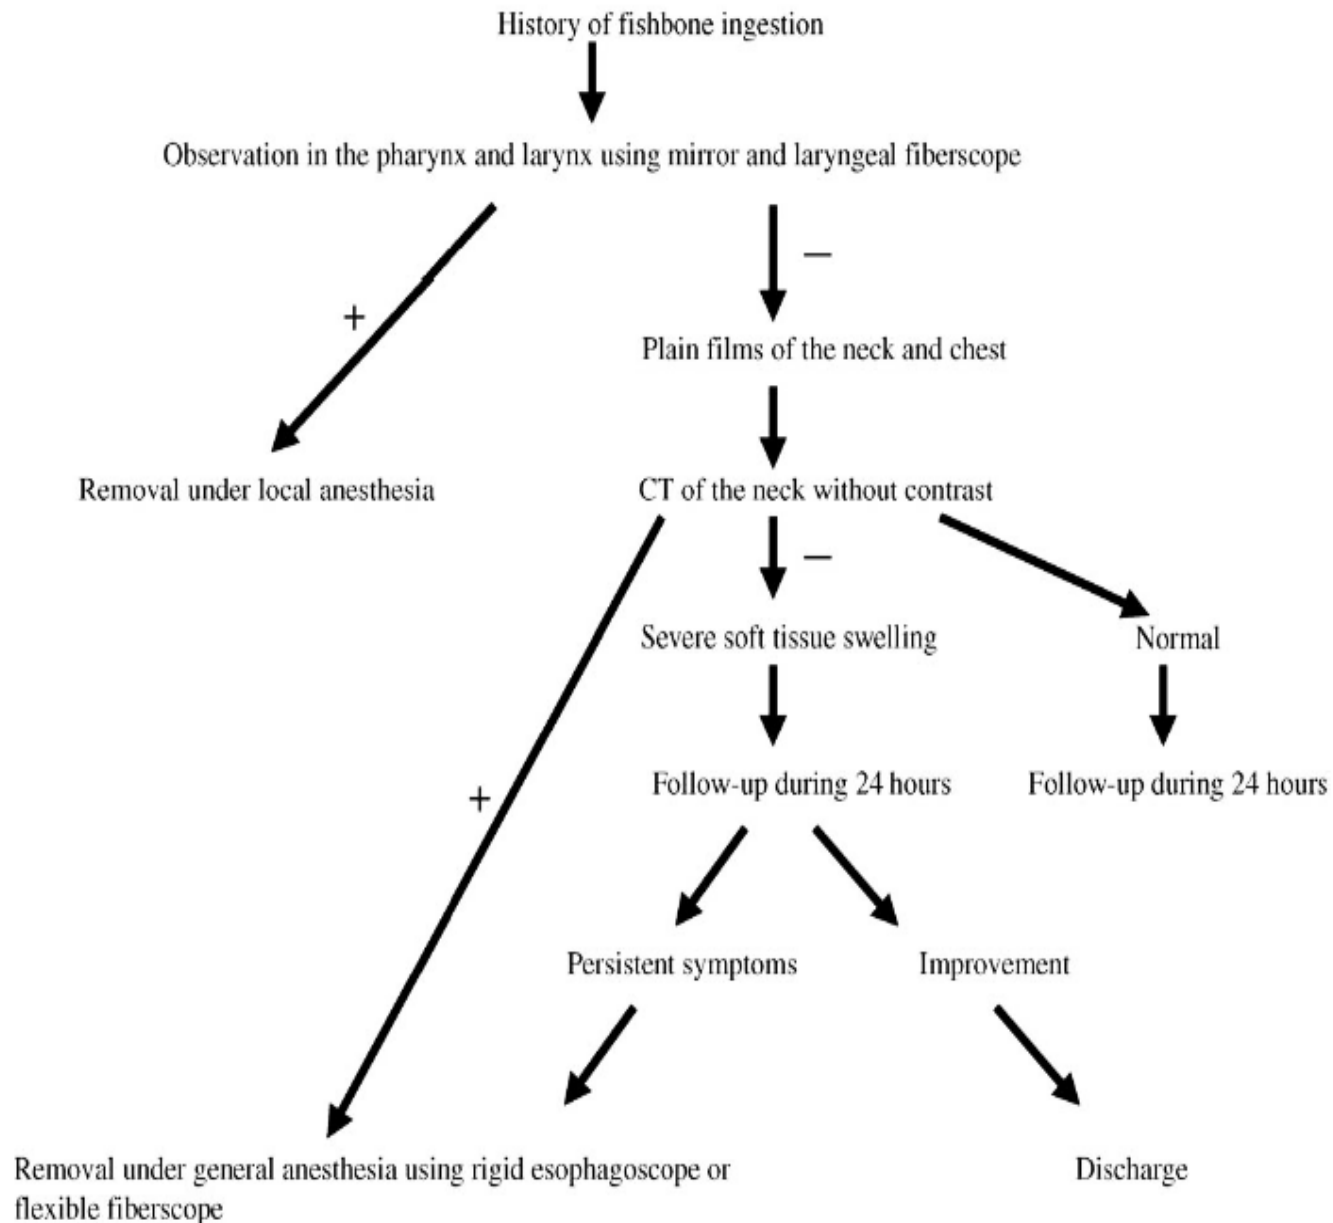 History of fishbone ingestion
Observation in the pharynx and larynx using mirror and laryngeal fiberscope
+
—
Plain films of the neck and chest
Removal under local anesthesia
CT of the neck without contrast
—
Severe soft tissue swelling
Normal
+
Follow-up during 24 hours
Follow-up during 24 hours
Persistent symptoms
Improvement
Removal under general anesthesia using rigid esophagoscope or
flexible fiberscope
Discharge